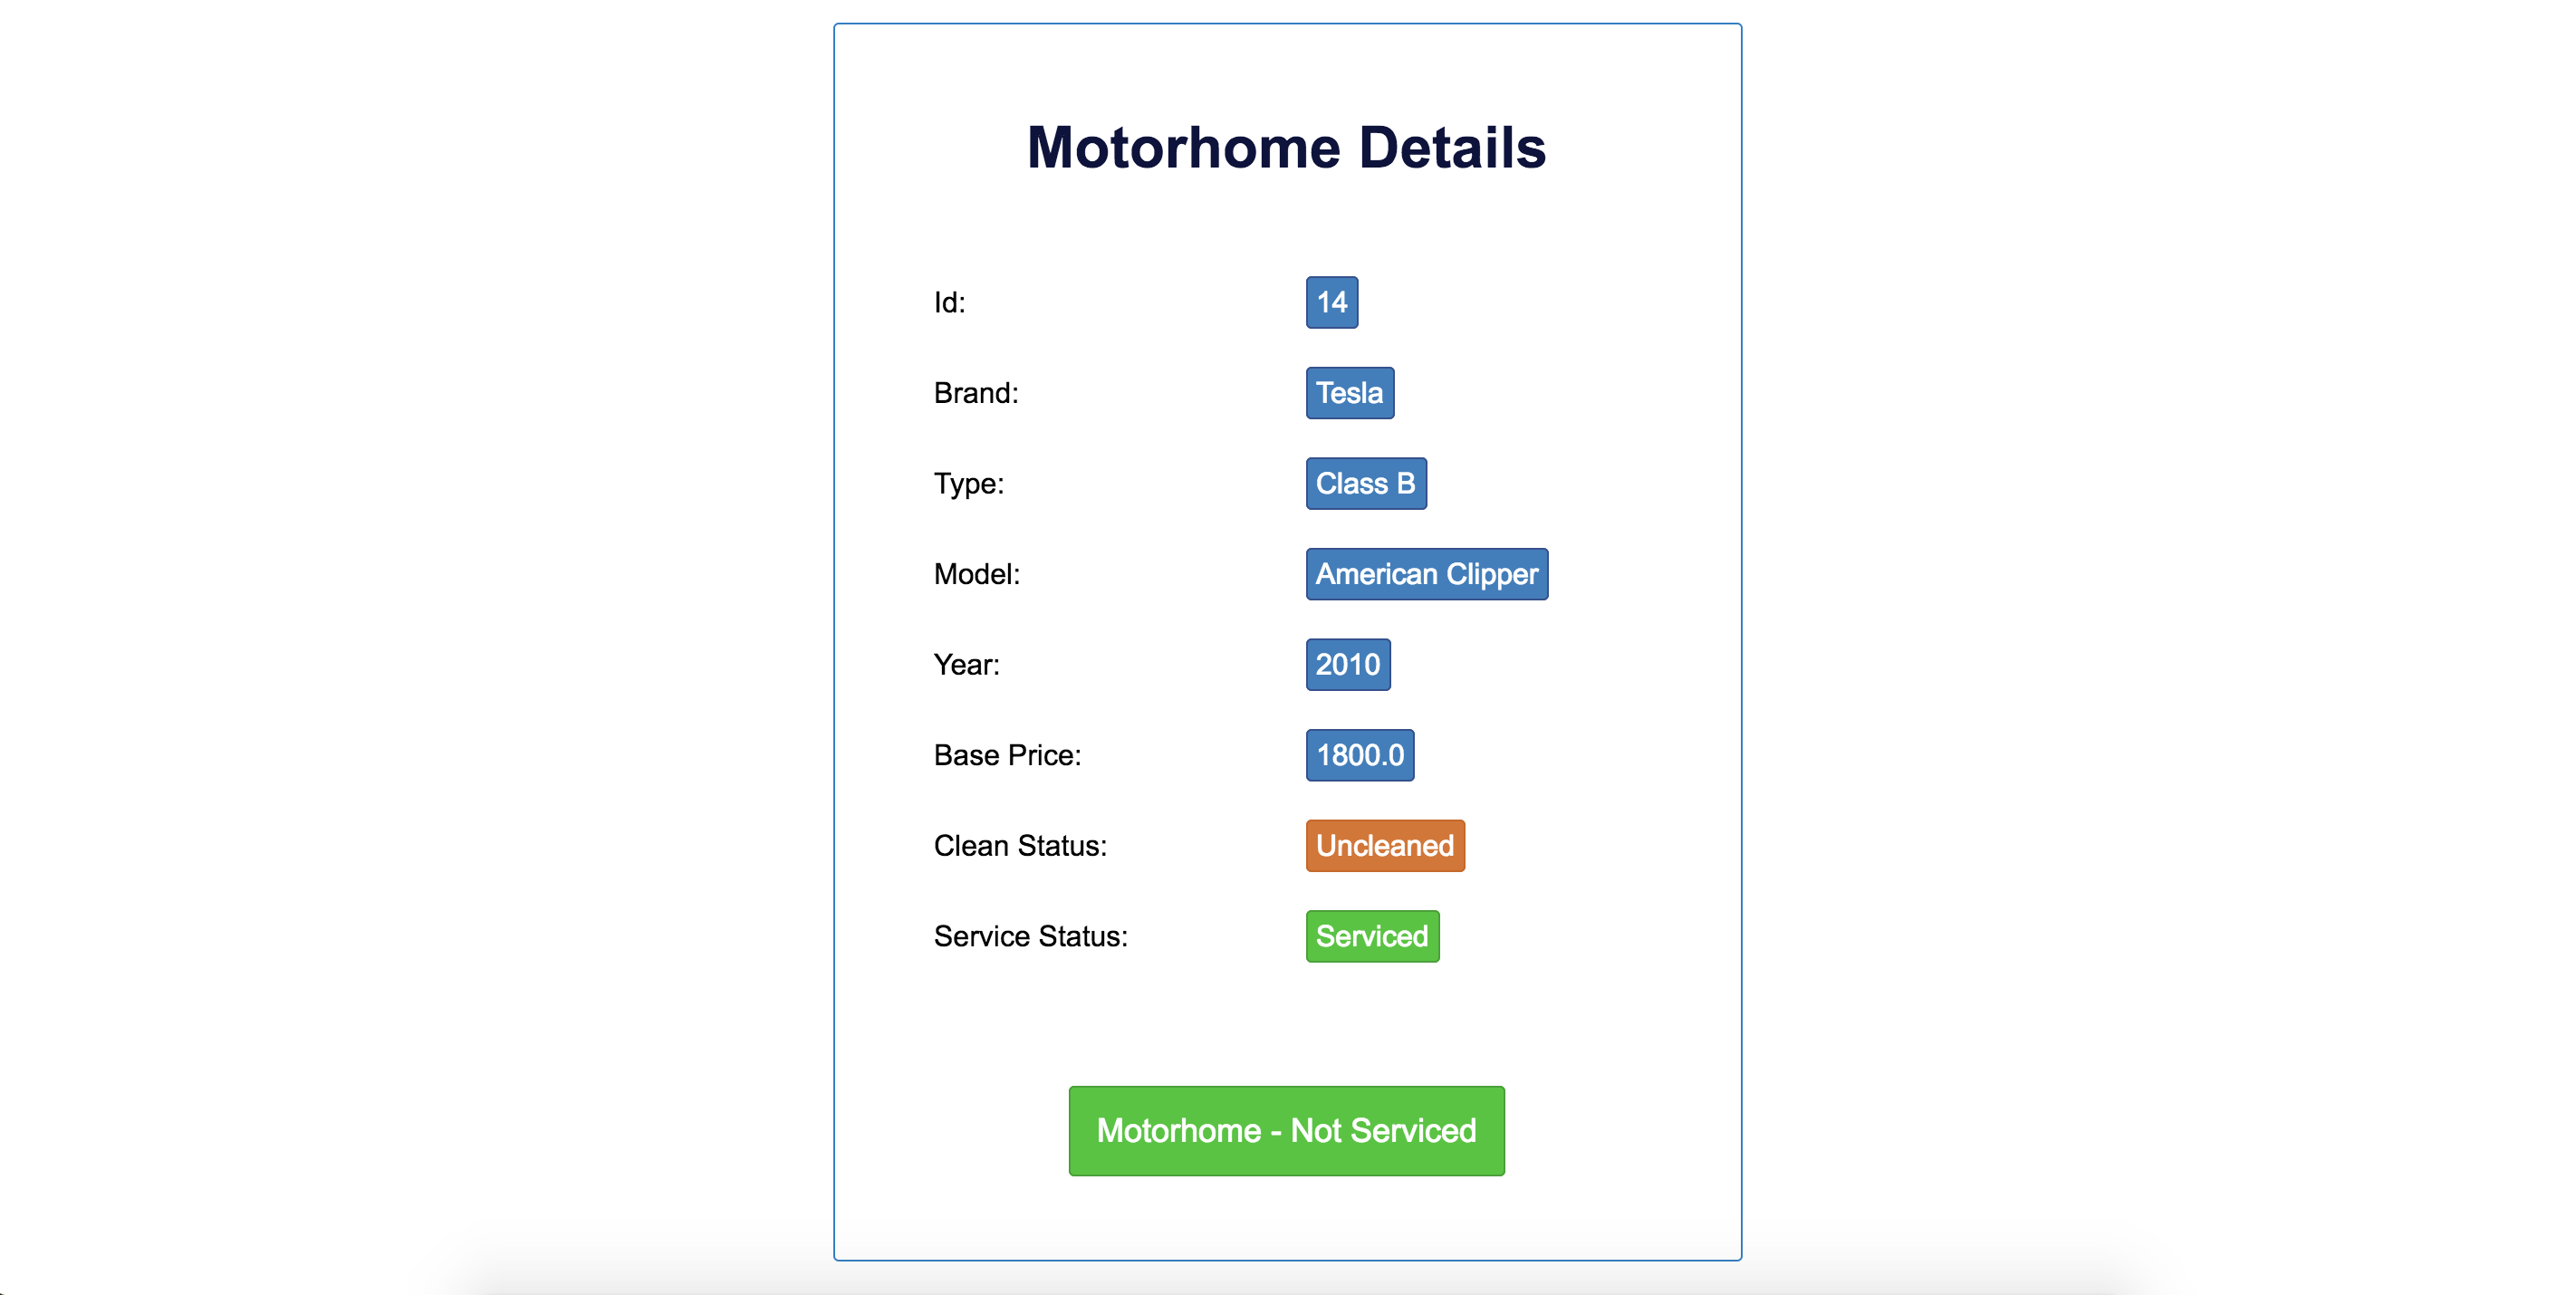 Motorhome Details
Id: 14
Brand: Tesla
Type: Class B
Model: American Clipper
Year: 2010
Base Price: 1800.0
Clean Status: Uncleaned
Service Status: Serviced
Motorhome - Not Serviced